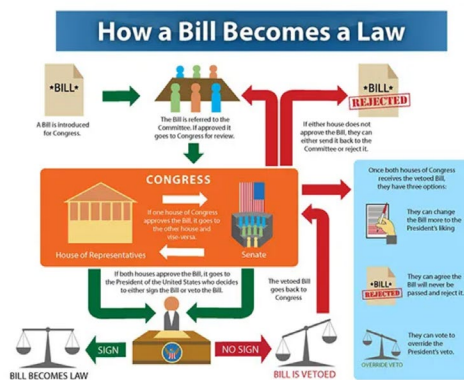 How a Bill Becomes a Law
•BILL•
A Bill is introduced
for Congress.
The Bill is referred to the
Committee. If approved it
goes to Congress for review.
•BILL•
REJECTED
If either house does not
approve the Bill, they can
either send it back to the
Committee or reject it.
CONGRESS
If one house of Congress
approves the Bill, it goes to
the other house and
vise-versa.
House of Representatives
Senate
Once both houses of Congress
receives the vetoed Bill,
they have three options:
They can change
the Bill more to the
President's liking
•BILL•
REJECTED
They can agree the
Bill will never be
passed and reject it.
OVERRIDE VETO
They can vote to
override the
President's veto.
If both houses approve the Bill, it goes to
the President of the United States who decides
to either sign the Bill or veto the Bill.
The vetoed Bill
goes back to
Congress
SIGN
NO SIGN
BILL BECOMES LAW
BILL IS VETOED